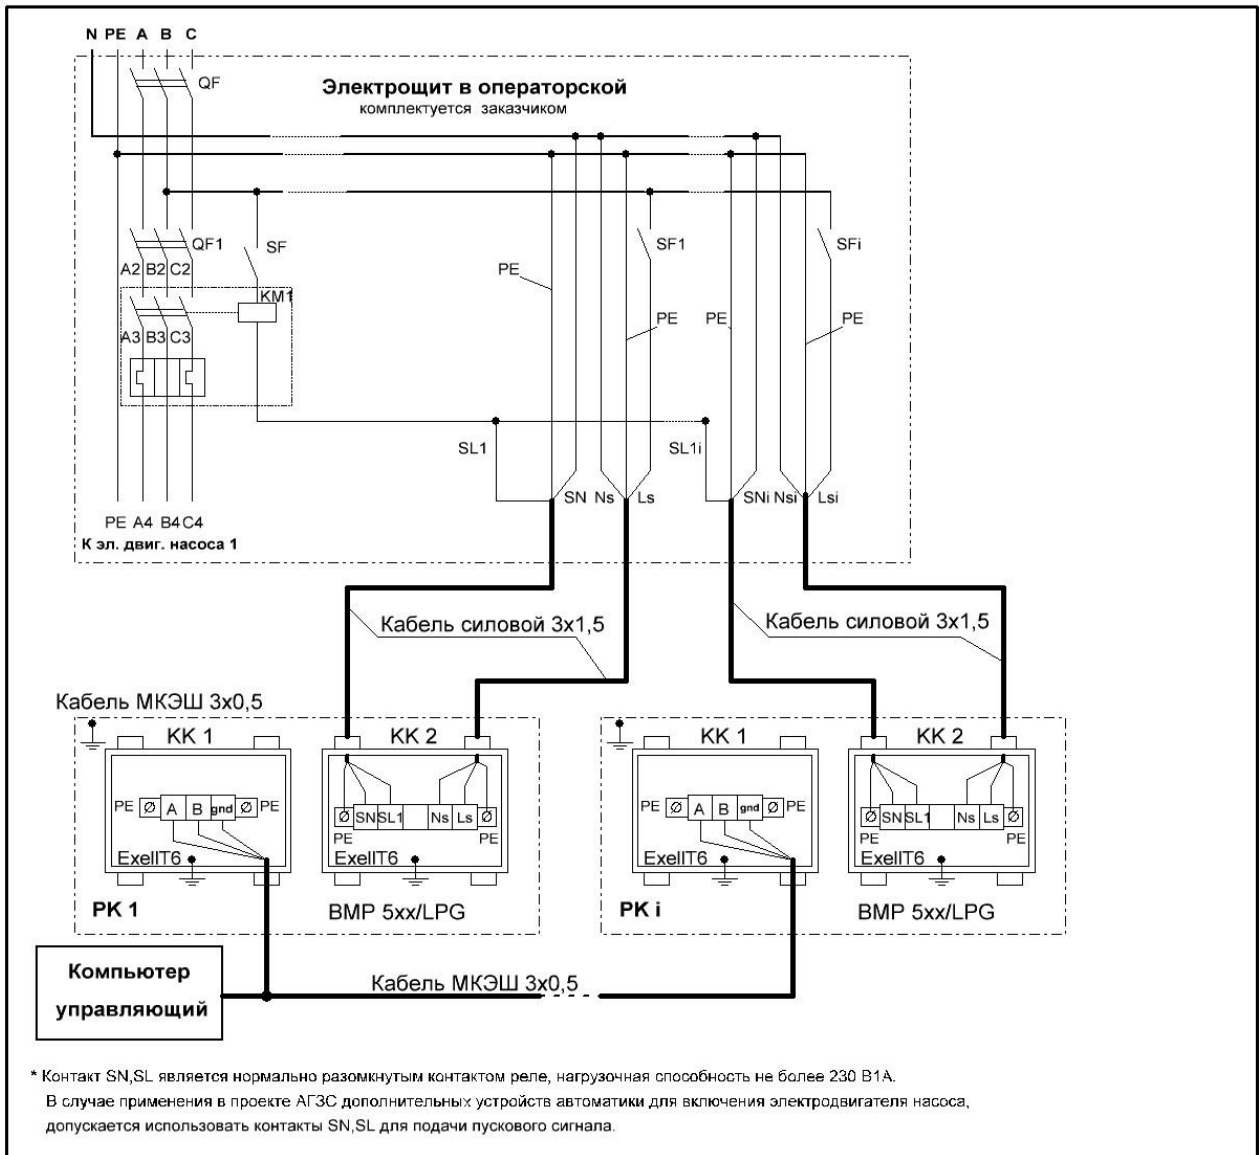 N PE A B C
QF
Электрощит в операторской
комплектуется заказчиком
QF1
SF
SF1
SFi
A2 B2 C2
PE
KM1
PE
PE
PE
A3 B3 C3
SL1
SL1i
SN Ns Ls
SNi Nsi Lsi
PE A4 B4 C4
К эл. двиг. насоса 1
Кабель силовой 3х1,5
Кабель силовой 3х1,5
Кабель МКЭШ 3х0,5
КК 1
КК 2
КК 1
КК 2
PE A B gnd PE
SN SL1 Ns Ls
PE PE
PE A B gnd PE
SN SL1 Ns Ls
PE PE
ExeIIT6
ExeIIT6
ExeIIT6
ExeIIT6
РК 1
BMP 5xx/LPG
РК i
BMP 5xx/LPG
Компьютер
управляющий
Кабель МКЭШ 3х0,5
* Контакт SN,SL является нормально разомкнутым контактом реле, нагрузочная способность не более 230 В1А.
В случае применения в проекте АГЗС дополнительных устройств автоматики для включения электродвигателя насоса,
допускается использовать контакты SN,SL для подачи пускового сигнала.